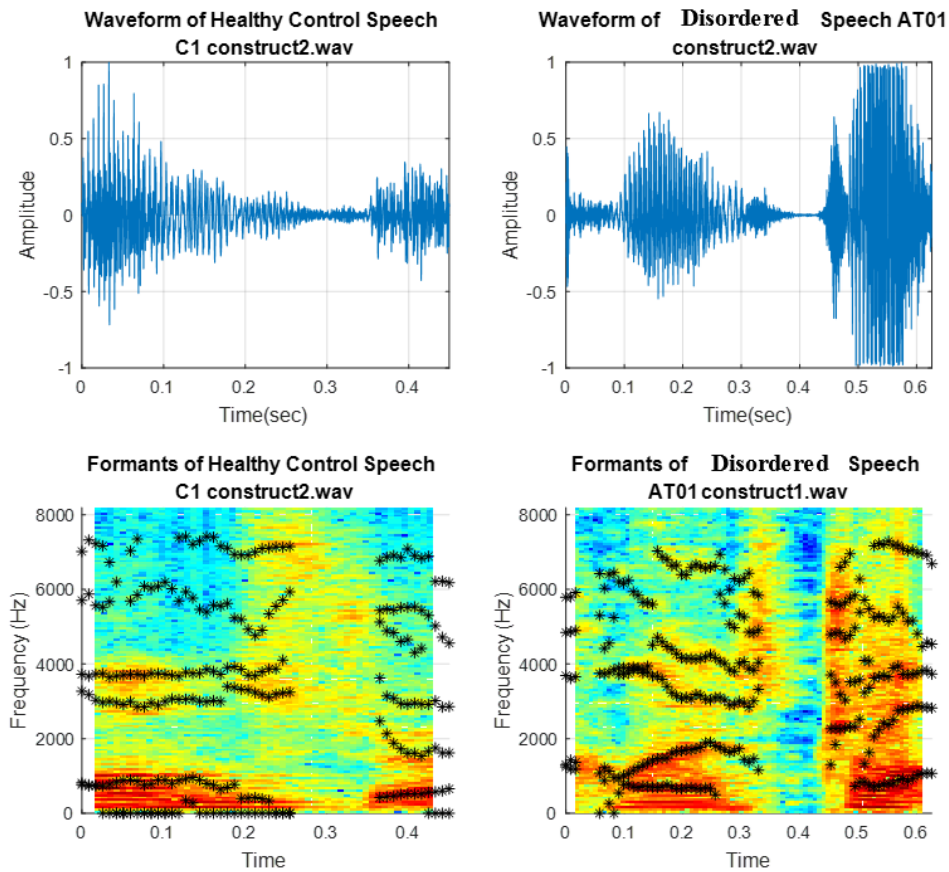 Waveform of Healthy Control Speech
C1 construct2.wav
1
0.5
0
-0.5
-1
Amplitude
0
0.1
0.2
0.3
0.4
Time(sec)
Waveform of Disordered Speech AT01
construct2.wav
1
0.5
0
-0.5
-1
Amplitude
0
0.1
0.2
0.3
0.4
0.5
0.6
Time(sec)
Formants of Healthy Control Speech
C1 construct2.wav
8000
6000
4000
2000
0
Frequency (Hz)
0
0.1
0.2
0.3
0.4
Time
Formants of Disordered Speech
AT01 construct1.wav
8000
6000
4000
2000
0
Frequency (Hz)
0
0.1
0.2
0.3
0.4
0.5
0.6
Time